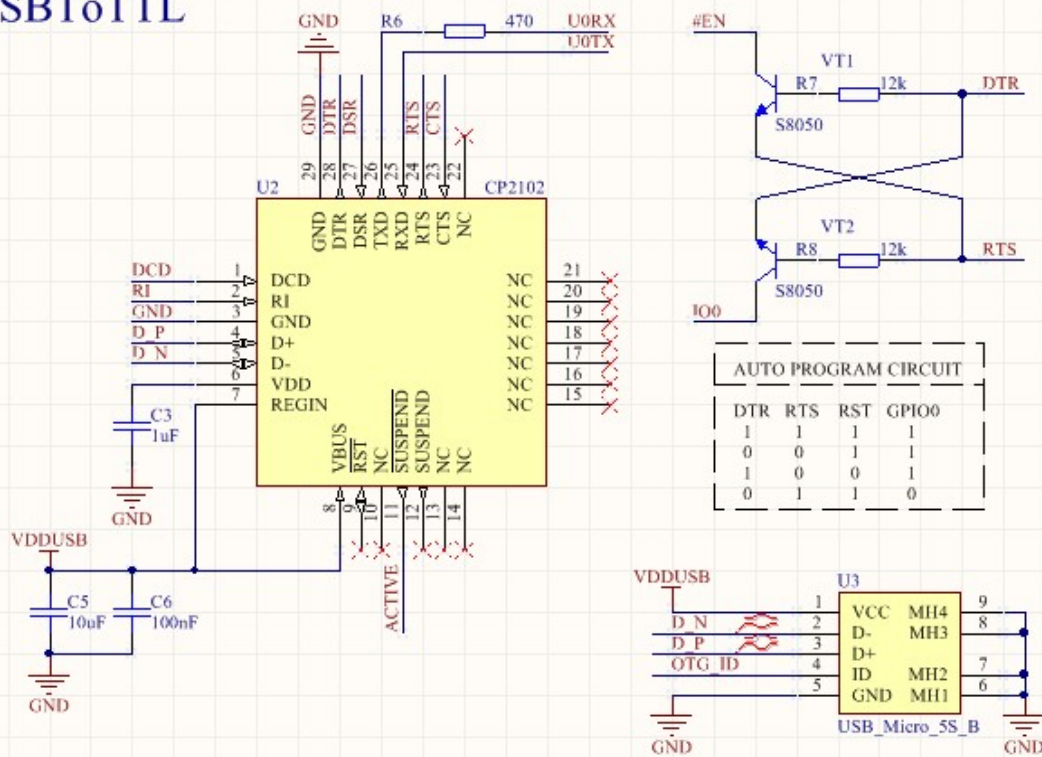 SBToTTL
GND
R6 470 U0RX
U0TX
GND DTR DSR RTS CTS
29 28 27 26 25 24 23 22
U2 CP2102
GND DTR DSR TXD RXD RTS CTS NC
DCD 1 DCD
RI 2 RI
GND 3 GND
D_P 4 D+
D_N 5 D-
6 VDD
7 REGIN
NC 21
NC 20
NC 19
NC 18
NC 17
NC 16
NC 15
VBUS RST NC SUSPEND SUSPEND NC NC
8 9 10 11 12 13 14
ACTIVE
C3
1uF
GND
VDDUSB
C5
10uF
C6
100nF
GND
#EN
VT1
R7 12k DTR
S8050
VT2
R8 12k RTS
S8050
IO0
AUTO PROGRAM CIRCUIT
DTR RTS RST GPIO0
1 1 1 1
0 0 1 1
1 0 0 1
0 1 1 0
VDDUSB
U3
1 VCC MH4 9
D_N 2 D- MH3 8
D_P 3 D+
OTG_ID 4 ID MH2 7
5 GND MH1 6
USB_Micro_5S_B
GND
GND